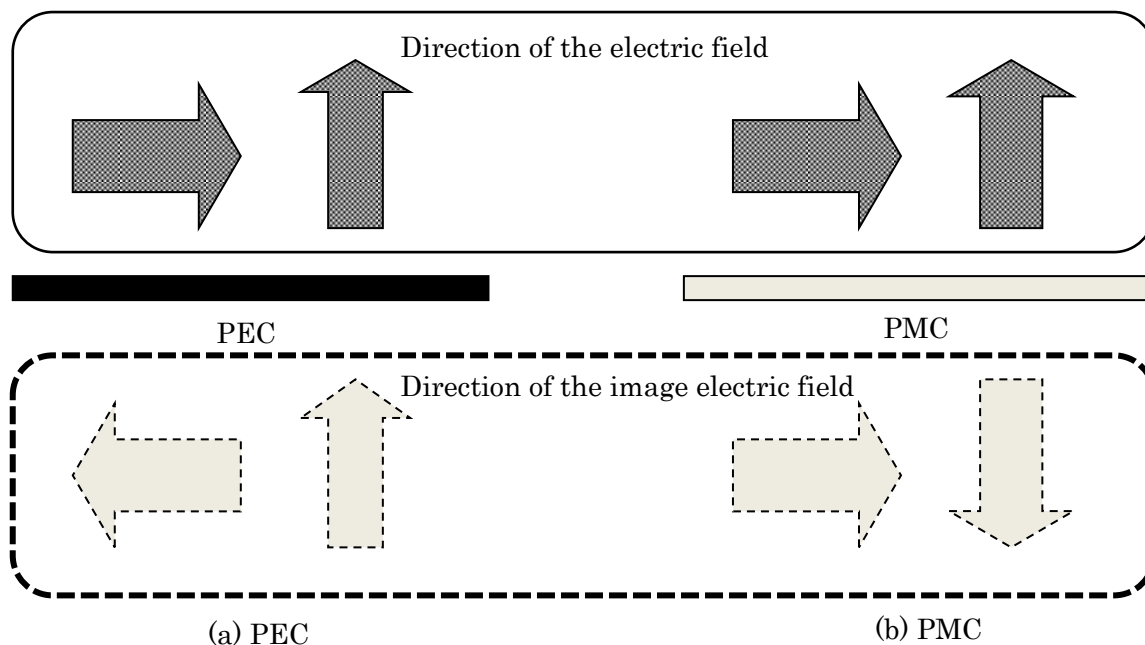 Direction of the electric field
PEC
PMC
Direction of the image electric field
(a) PEC
(b) PMC